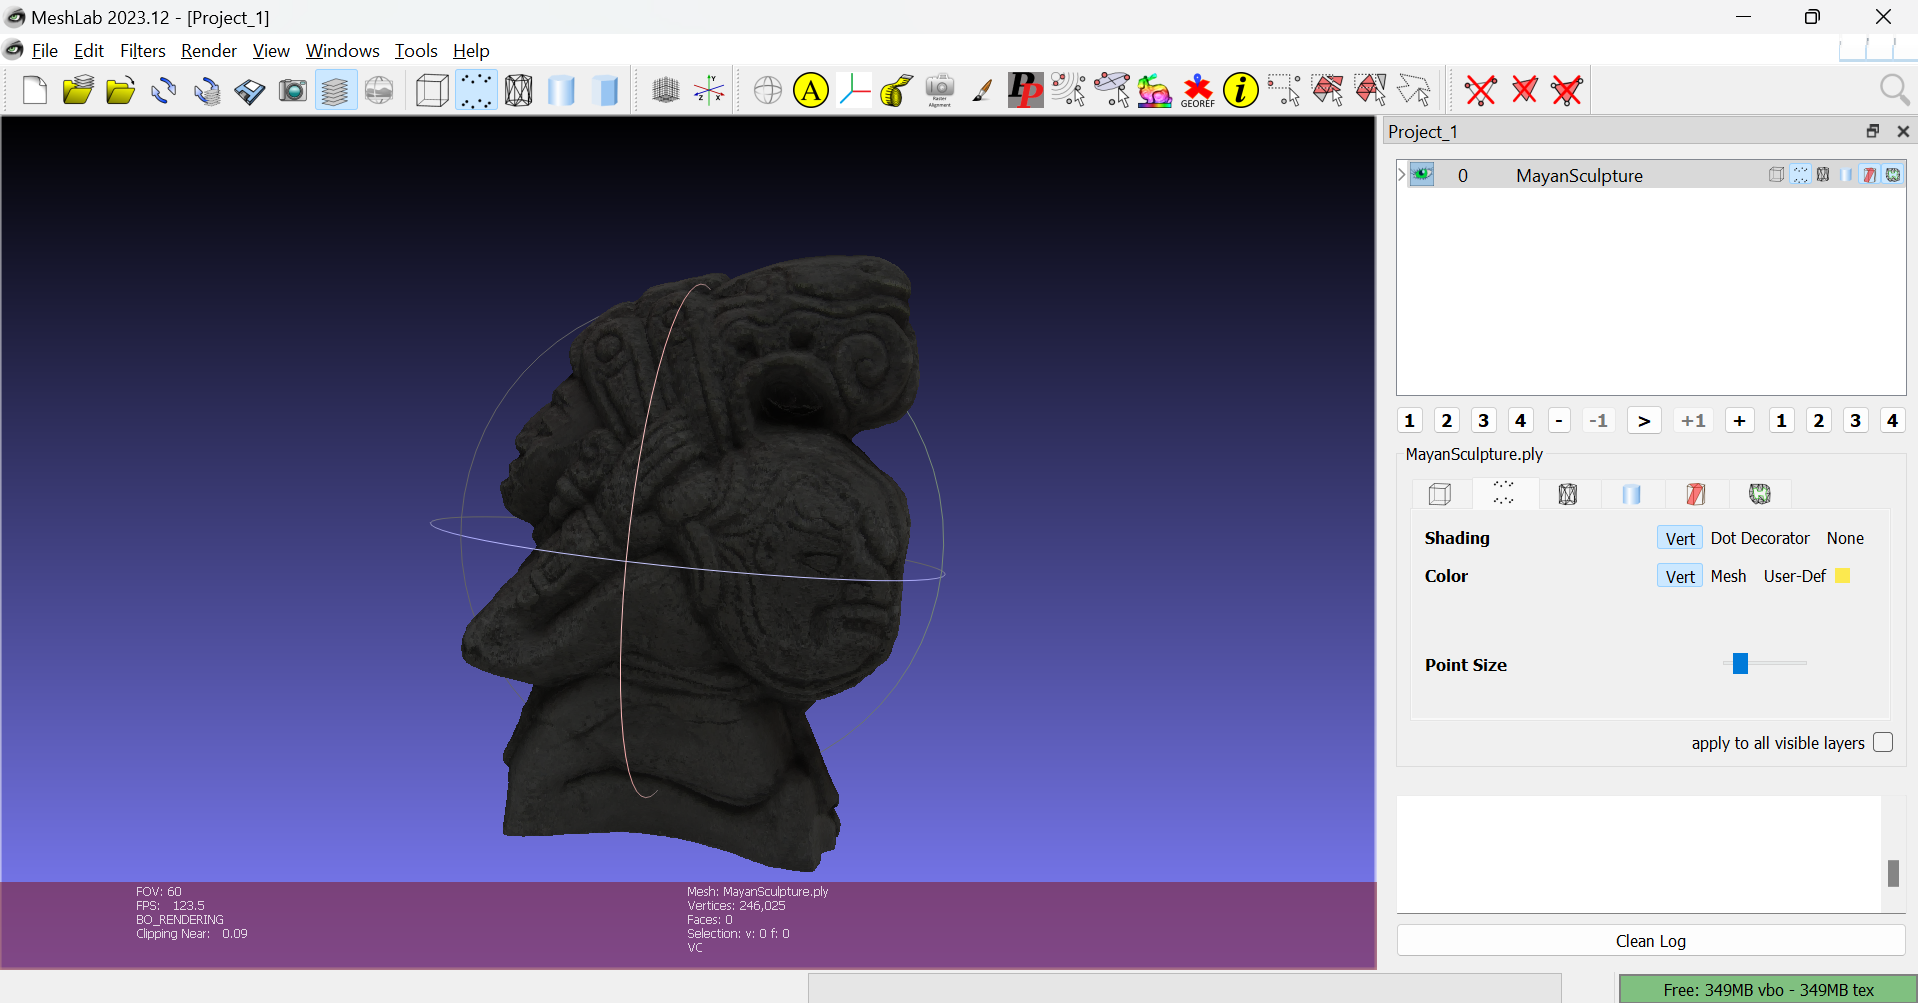 MeshLab 2023.12 - [Project_1]
File Edit Filters Render View Windows Tools Help
A
Y
Z X
Raster
Alignment
PP
GEOREF
i
Project_1
0 MayanSculpture
1 2 3 4 - -1 > +1 + 1 2 3 4
MayanSculpture.ply
Shading Vert Dot Decorator None
Color Vert Mesh User-Def
Point Size
apply to all visible layers
FOV: 60
FPS: 123.5
BO_RENDERING
Clipping Near: 0.09
Mesh: MayanSculpture.ply
Vertices: 246,025
Faces: 0
Selection: v: 0 f: 0
VC
Clean Log
Free: 349MB vbo - 349MB tex